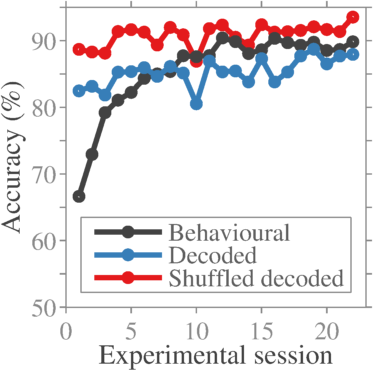 Accuracy (%)
90
80
70
60
50
Behavioural
Decoded
Shuffled decoded
0 5 10 15 20
Experimental session